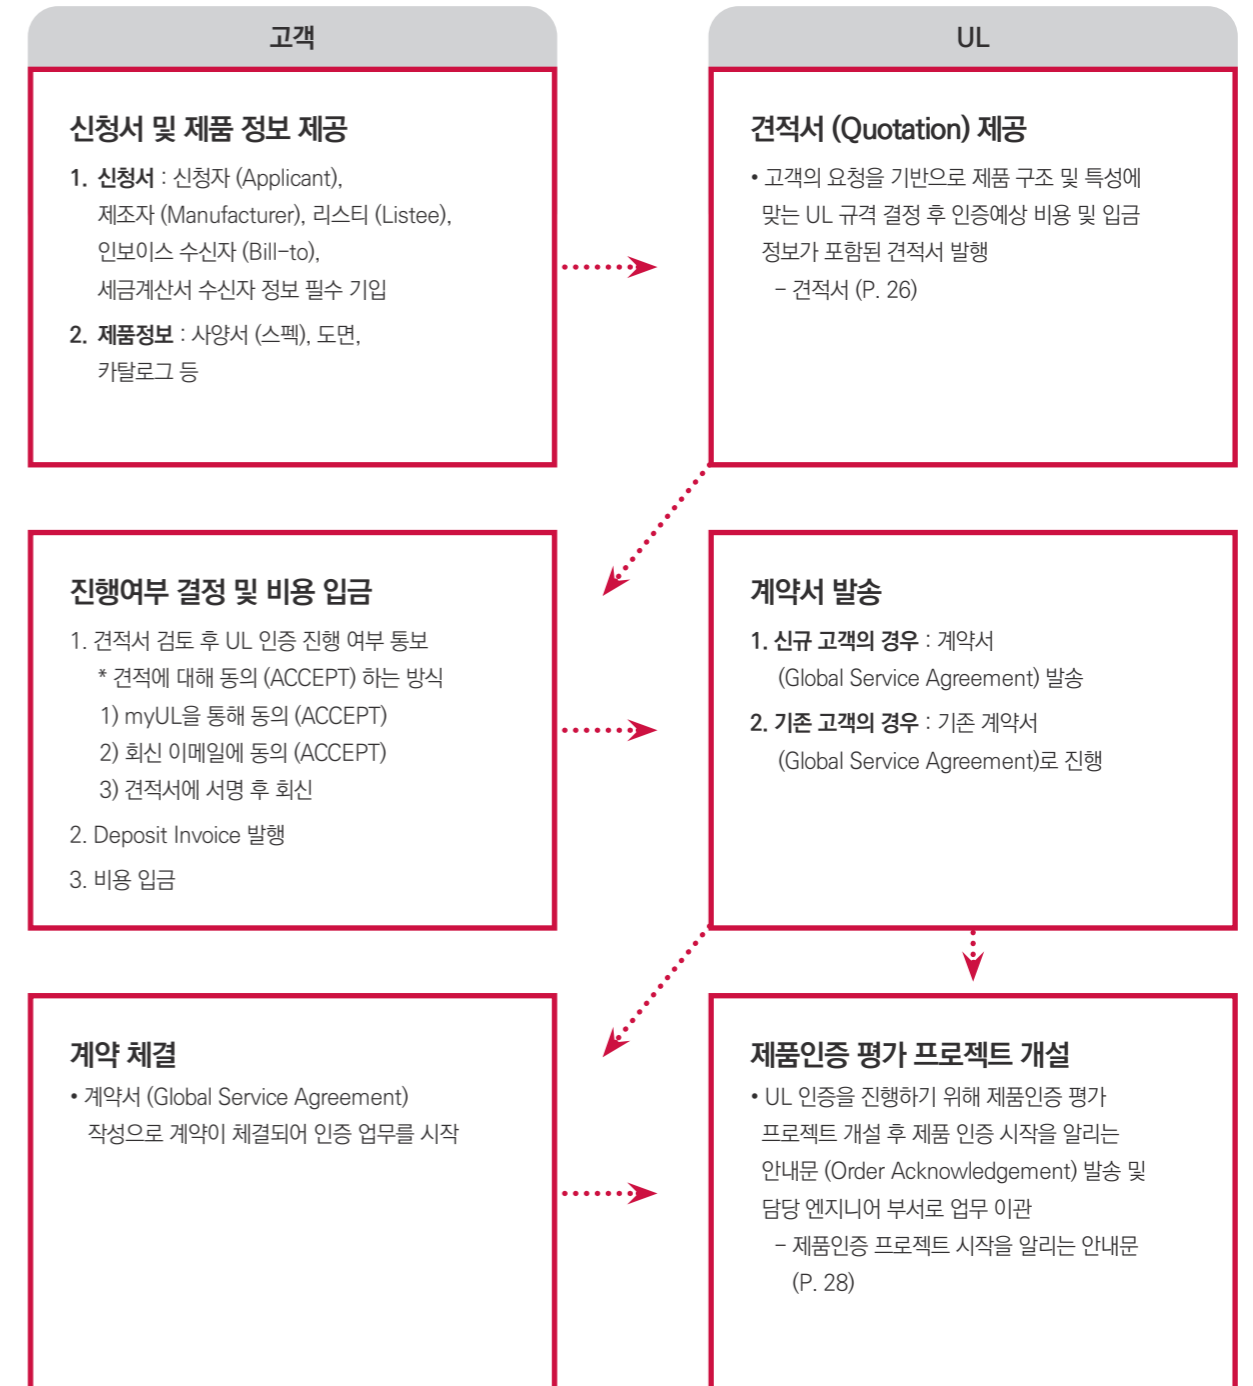 고객
UL
신청서 및 제품 정보 제공
1. 신청서 : 신청자 (Applicant),
제조자 (Manufacturer), 리스티 (Listee),
인보이스 수신자 (Bill-to),
세금계산서 수신자 정보 필수 기입
2. 제품정보 : 사양서 (스펙), 도면,
카탈로그 등
견적서 (Quotation) 제공
• 고객의 요청을 기반으로 제품 구조 및 특성에
맞는 UL 규격 결정 후 인증예상 비용 및 입금
정보가 포함된 견적서 발행
- 견적서 (P. 26)
진행여부 결정 및 비용 입금
1. 견적서 검토 후 UL 인증 진행 여부 통보
* 견적에 대해 동의 (ACCEPT) 하는 방식
1) myUL을 통해 동의 (ACCEPT)
2) 회신 이메일에 동의 (ACCEPT)
3) 견적서에 서명 후 회신
2. Deposit Invoice 발행
3. 비용 입금
계약서 발송
1. 신규 고객의 경우 : 계약서
(Global Service Agreement) 발송
2. 기존 고객의 경우 : 기존 계약서
(Global Service Agreement)로 진행
계약 체결
• 계약서 (Global Service Agreement)
작성으로 계약이 체결되어 인증 업무를 시작
제품인증 평가 프로젝트 개설
• UL 인증을 진행하기 위해 제품인증 평가
프로젝트 개설 후 제품 인증 시작을 알리는
안내문 (Order Acknowledgement) 발송 및
담당 엔지니어 부서로 업무 이관
- 제품인증 프로젝트 시작을 알리는 안내문
(P. 28)